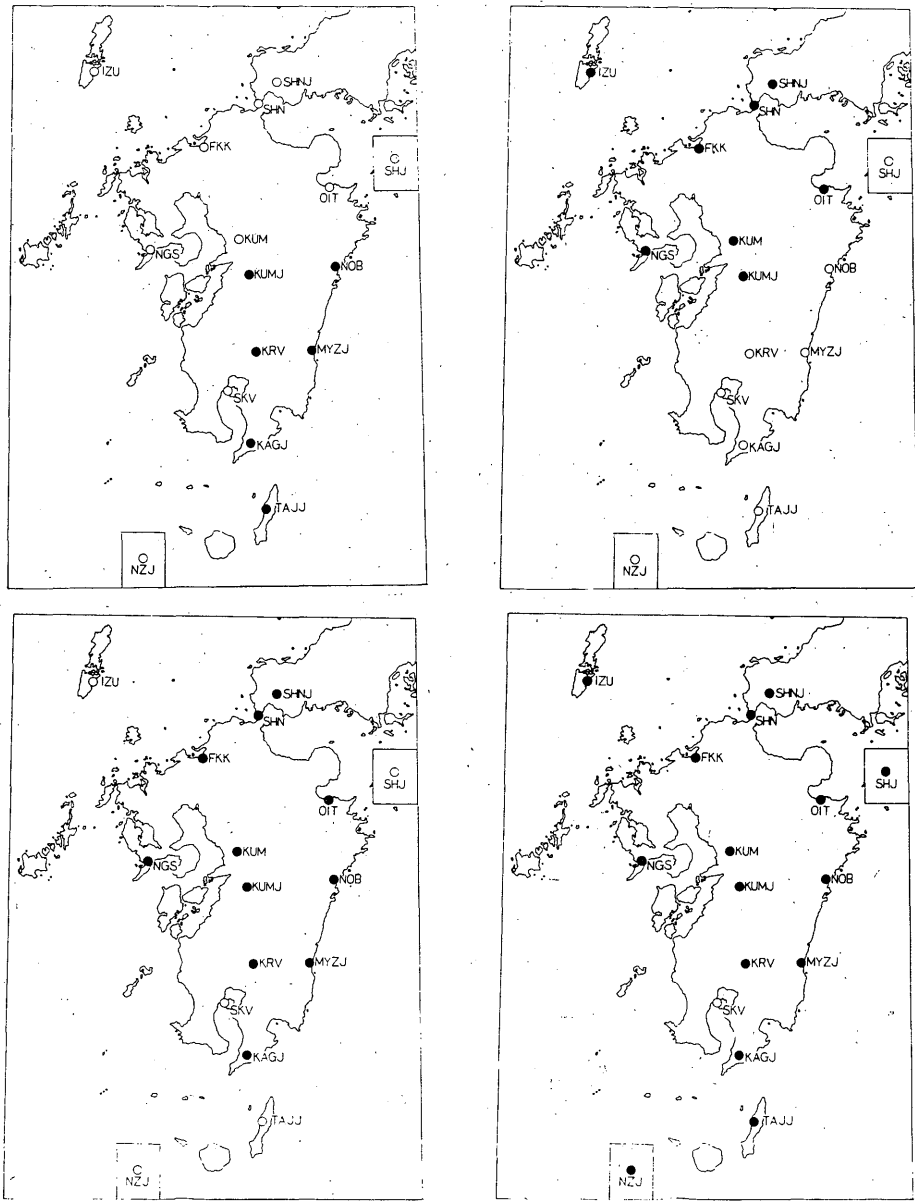 IZU
SHNJ
SHN
FKK
SHJ
OIT
KUM
NGS
KUMJ
NOB
KRV
MYZJ
SKV
KAGJ
TAJJ
NZJ
IZU
SHNJ
SHN
FKK
SHJ
OIT
KUM
NGS
KUMJ
NOB
KRV
MYZJ
SKV
KAGJ
TAJJ
NZJ
IZU
SHNJ
SHN
FKK
SHJ
OIT
KUM
NGS
KUMJ
NOB
KRV
MYZJ
SKV
KAGJ
TAJJ
NZJ
IZU
SHNJ
SHN
FKK
SHJ
OIT
KUM
NGS
KUMJ
NOB
KRV
MYZJ
SKV
KAGJ
TAJJ
NZJ